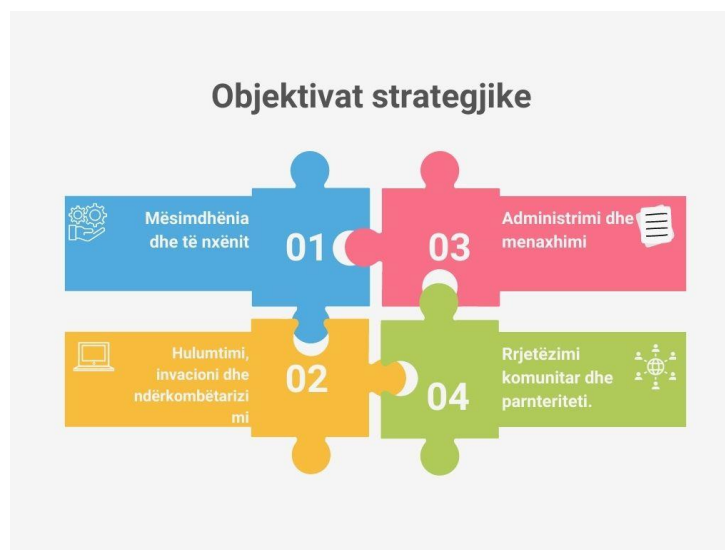 Objektivat strategjike
Mësimdhënia
dhe të nxënit
01
Hulumtimi,
invacioni dhe
ndërkombëtarizi
mi
02
Administrimi dhe
menaxhimi
03
Rrjetëzimi
komunitar dhe
parnteriteti.
04